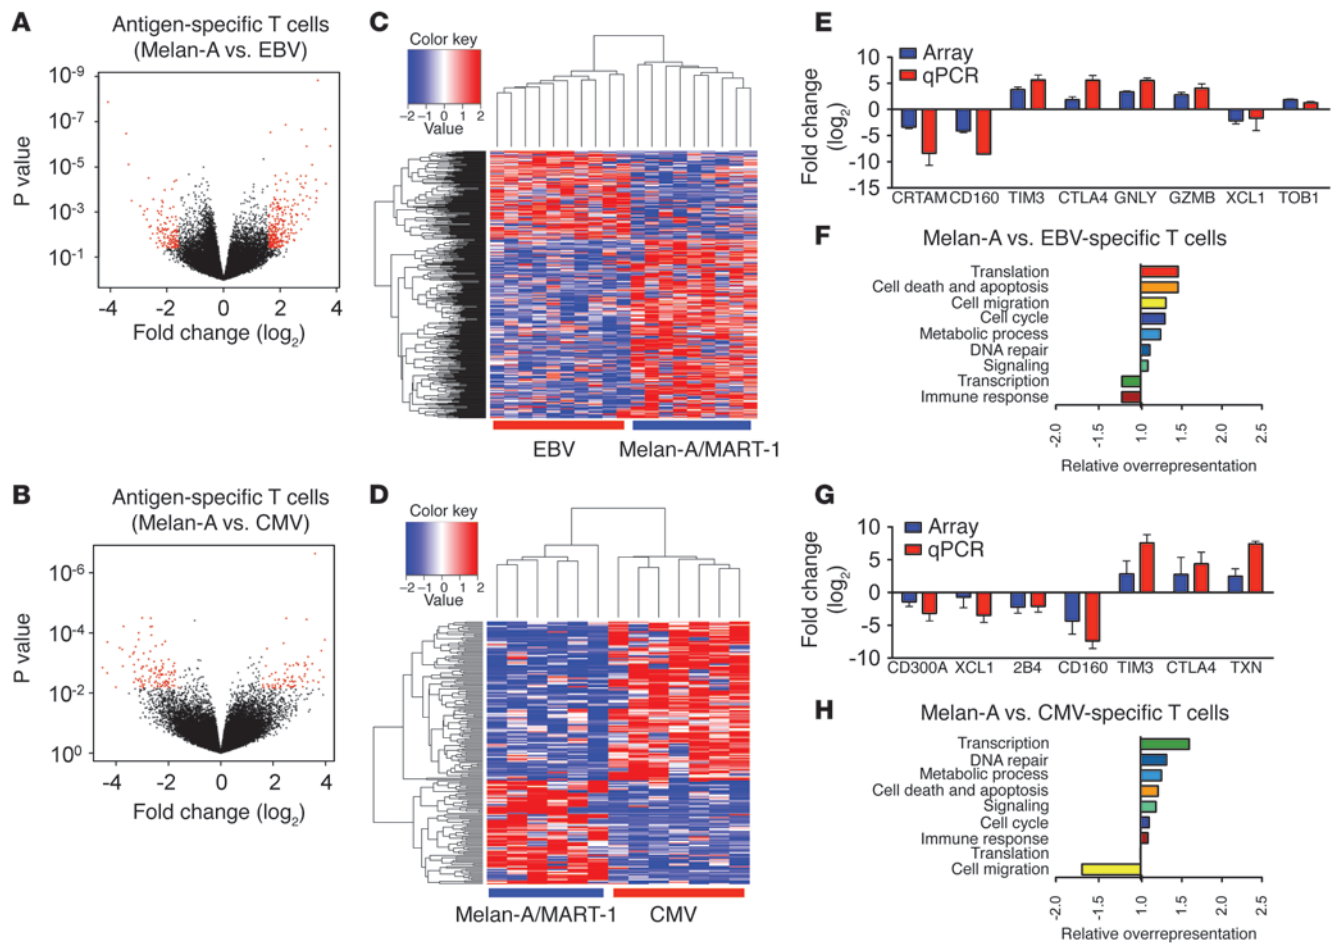 A
Antigen-specific T cells
(Melan-A vs. EBV)
P value
10-9
10-7
10-5
10-3
10-1
-4
-2
0
2
4
Fold change (log2)
B
Antigen-specific T cells
(Melan-A vs. CMV)
P value
10-6
10-4
10-2
100
-4
-2
0
2
4
Fold change (log2)
C
Color key
−2 −1 0 1 2
Value
EBV
Melan-A/MART-1
D
Color key
−2 −1 0 1 2
Value
Melan-A/MART-1
CMV
E
Array
qPCR
Fold change
(log2)
10
5
0
-5
-10
-15
CRTAM CD160 TIM3 CTLA4 GNLY GZMB XCL1 TOB1
F
Melan-A vs. EBV-specific T cells
Translation
Cell death and apoptosis
Cell migration
Cell cycle
Metabolic process
DNA repair
Signaling
Transcription
Immune response
-2.0
-1.5
1.0
1.5
2.0
2.5
Relative overrepresentation
G
Array
qPCR
Fold change
(log2)
10
5
0
-5
-10
CD300A XCL1 2B4 CD160 TIM3 CTLA4 TXN
H
Melan-A vs. CMV-specific T cells
Transcription
DNA repair
Metabolic process
Cell death and apoptosis
Signaling
Cell cycle
Immune response
Translation
Cell migration
-2.0
-1.5
1.0
1.5
2.0
2.5
Relative overrepresentation